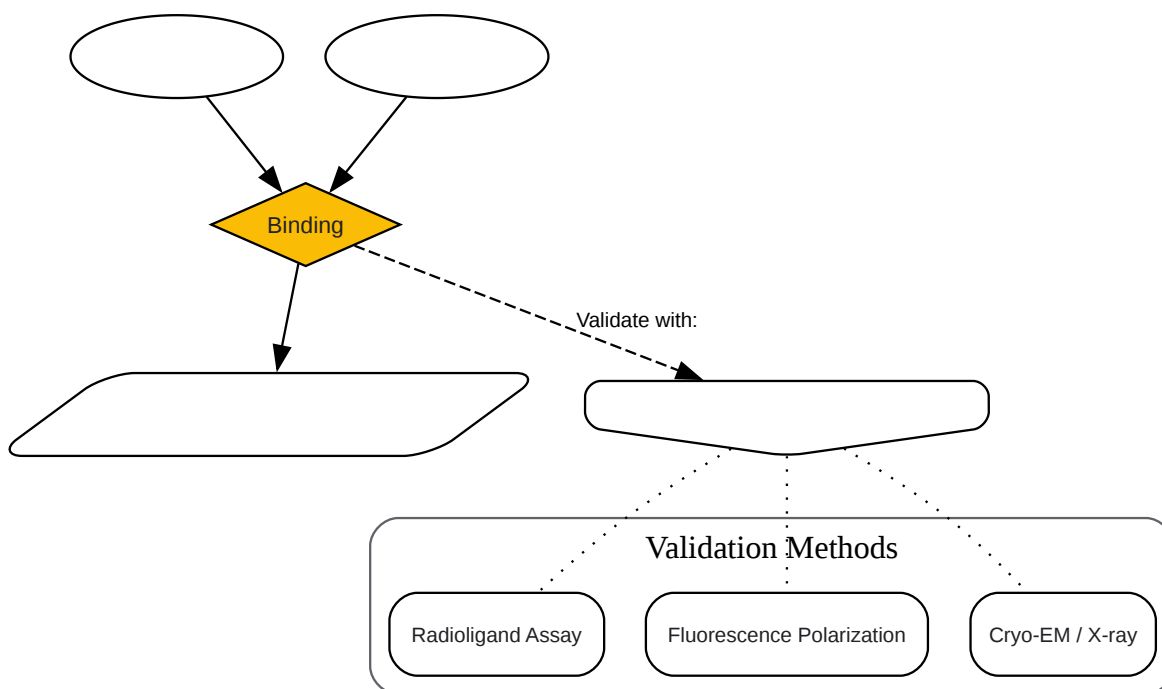 Binding
Validate with:
Validation Methods
Radioligand Assay
Fluorescence Polarization
Cryo-EM / X-ray